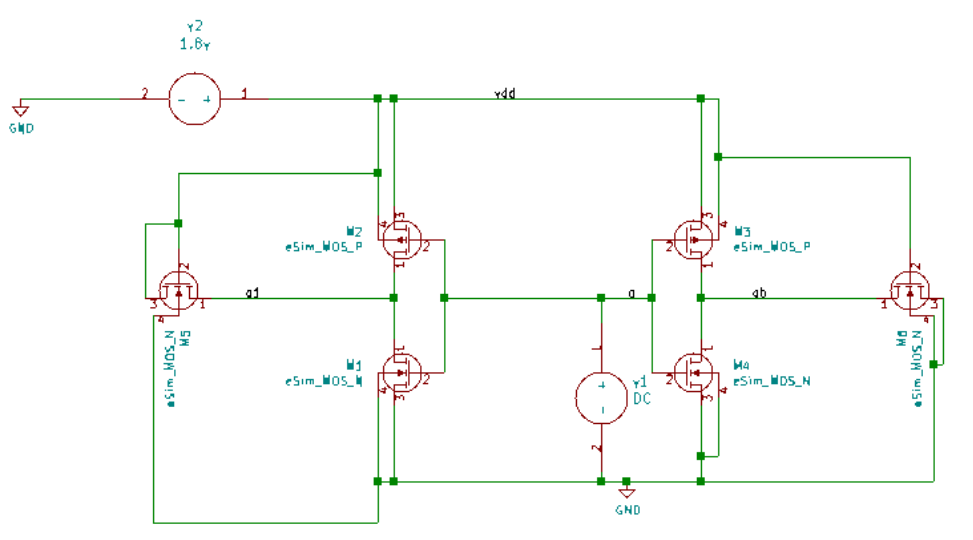 v2
1.8v
2
1
vdd
GND
3
4
M2
eSim_MOS_P
2
1
3
4
M3
eSim_MOS_P
2
1
2
3
1
4
a1
a
ab
2
1
3
4
eSim_MOS_N
M5
M1
eSim_MOS_N
1
4
2
3
1
v1
DC
2
1
2
4
3
M4
eSim_MOS_N
M6
eSim_MOS_N
GND